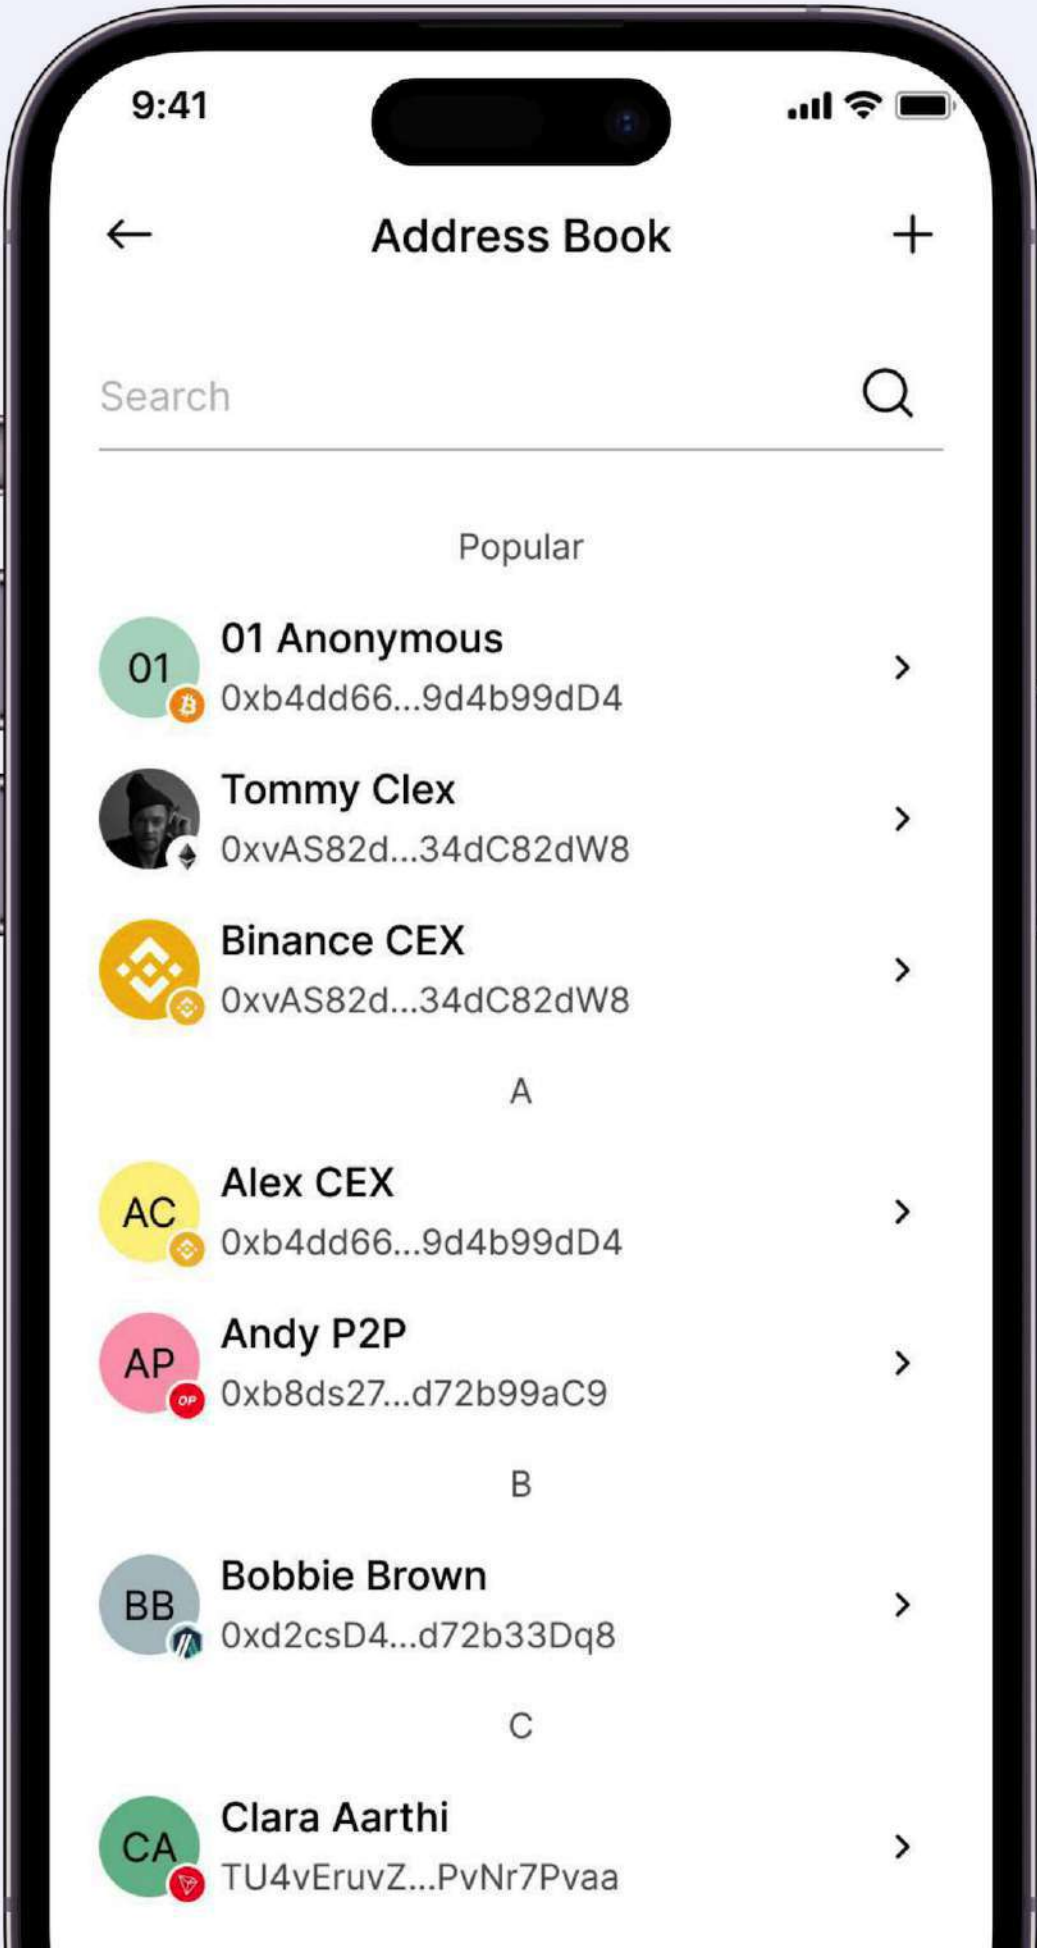 9:41
Address Book
Search
Popular
01
01 Anonymous
0xb4dd66...9d4b99dD4
Tommy Clex
0xvAS82d...34dC82dW8
Binance CEX
0xvAS82d...34dC82dW8
A
AC
Alex CEX
0xb4dd66...9d4b99dD4
AP
OP
Andy P2P
0xb8ds27...d72b99aC9
B
BB
Bobbie Brown
0xd2csD4...d72b33Dq8
C
CA
Clara Aarthi
TU4vEruvZ...PvNr7Pvaa